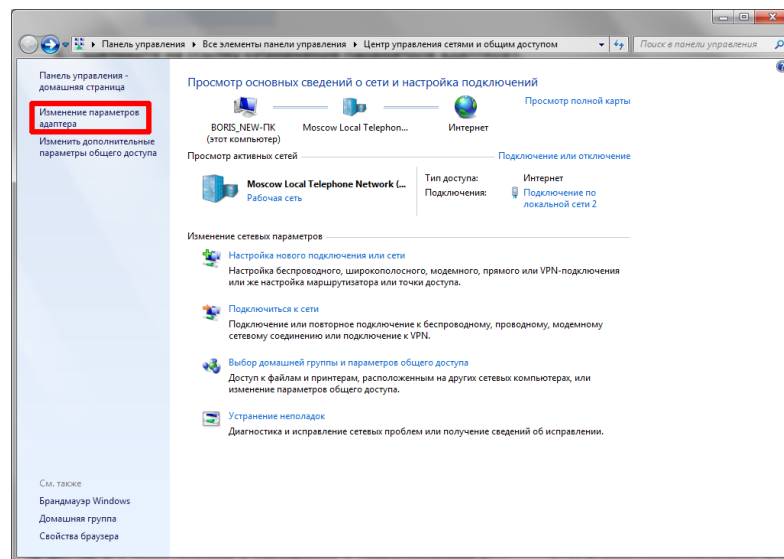 Панель управления ▸ Все элементы панели управления ▸ Центр управления сетями и общим доступом
Поиск в панели управления
Панель управления -
домашняя страница
Изменение параметров
адаптера
Изменить дополнительные
параметры общего доступа
См. также
Брандмауэр Windows
Домашняя группа
Свойства браузера
Просмотр основных сведений о сети и настройка подключений
Просмотр полной карты
BORIS_NEW-ПК
(этот компьютер)
Moscow Local Telephon...
Интернет
Просмотр активных сетей
Подключение или отключение
Moscow Local Telephone Network (...
Рабочая сеть
Тип доступа: Интернет
Подключения: Подключение по
локальной сети 2
Изменение сетевых параметров
Настройка нового подключения или сети
Настройка беспроводного, широкополосного, модемного, прямого или VPN-подключения
или же настройка маршрутизатора или точки доступа.
Подключиться к сети
Подключение или повторное подключение к беспроводному, проводному, модемному
сетевому соединению или подключение к VPN.
Выбор домашней группы и параметров общего доступа
Доступ к файлам и принтерам, расположенным на других сетевых компьютерах, или
изменение параметров общего доступа.
Устранение неполадок
Диагностика и исправление сетевых проблем или получение сведений об исправлении.